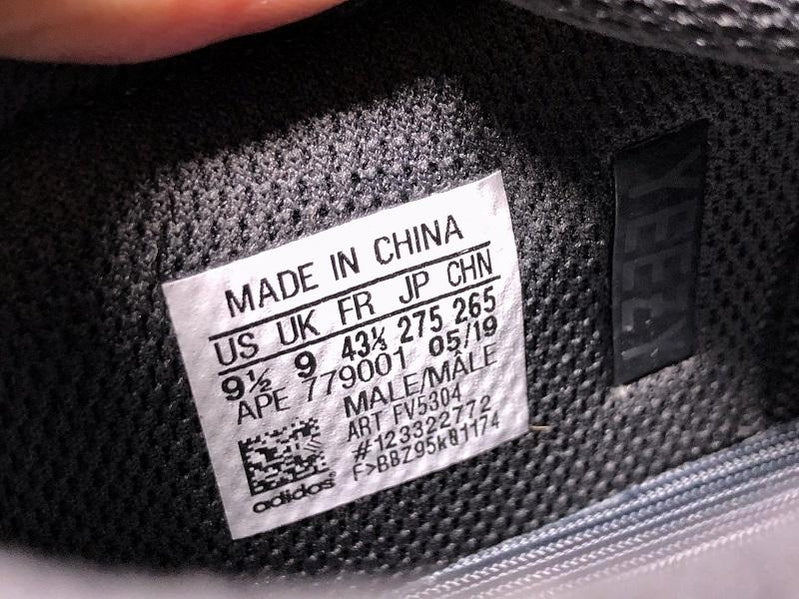 MADE IN CHINA
US UK FR JP CHN
9½ 9 43⅓ 275 265
APE 779001 05/19
MALE/MÂLE
ART FV5304
#123322772
F>BBZ95k81174
adidas
YEEZY